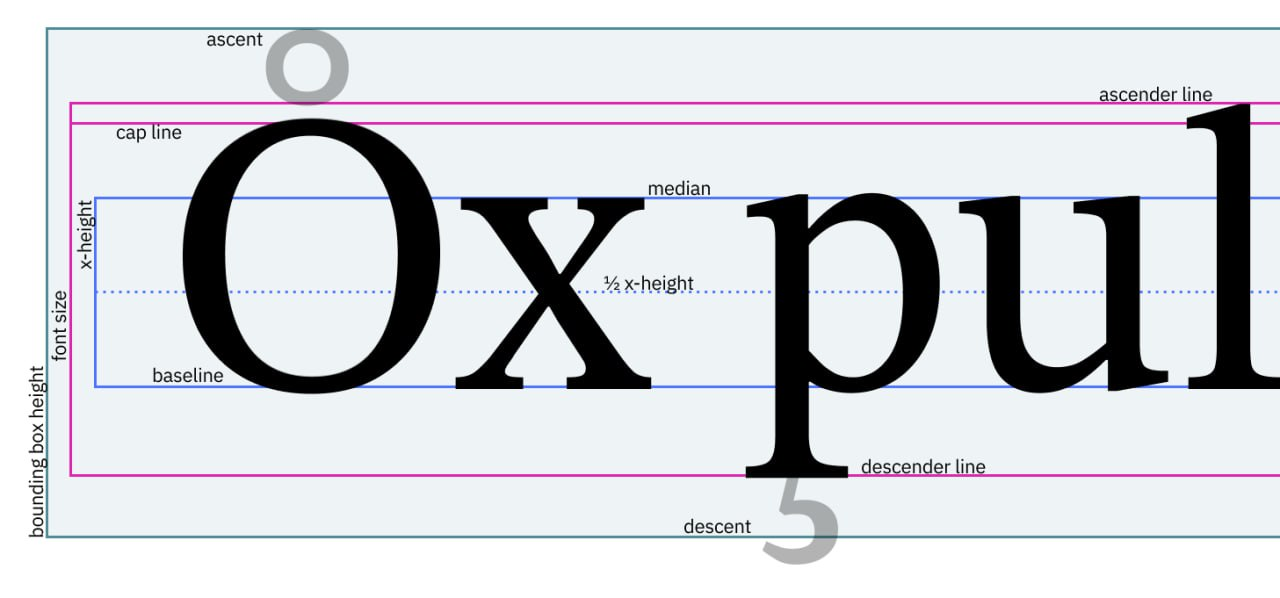 ascent
ascender line
cap line
Ox pul
median
x-height
½ x-height
font size
baseline
bounding box height
descender line
descent